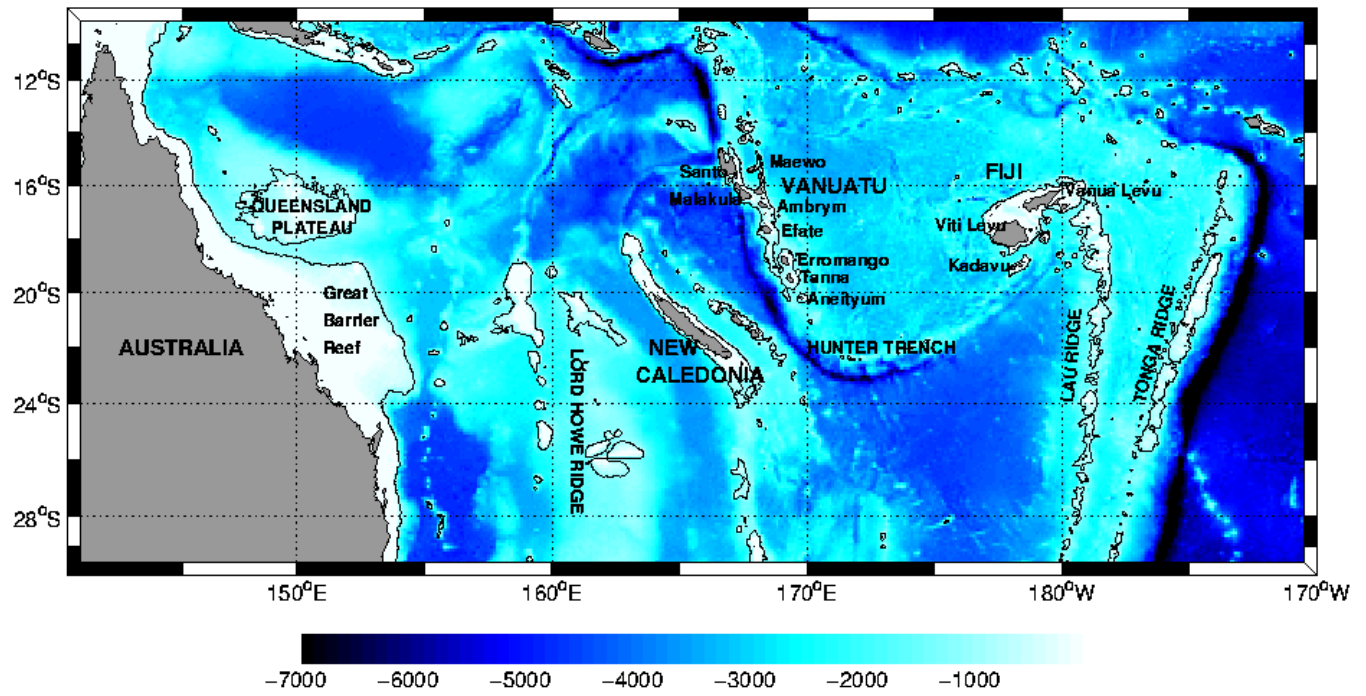 12°S
16°S
20°S
24°S
28°S
Maewo
Santo
VANUATU
FIJI
Vanua Levu
Malakula
Ambrym
QUEENSLAND
PLATEAU
Efate
Viti Levu
Erromango
Kadavu
Tanna
Aneityum
Great
Barrier
Reef
AUSTRALIA
NEW
CALEDONIA
HUNTER TRENCH
LORD HOWE RIDGE
LAU RIDGE
TONGA RIDGE
150°E
160°E
170°E
180°W
170°W
−7000 −6000 −5000 −4000 −3000 −2000 −1000